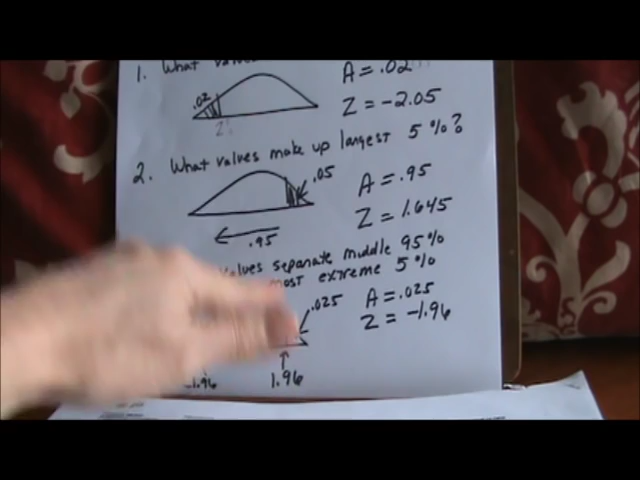 1. What
A = .02
.02
Z = -2.05
2. What values make up largest 5%?
.05
A = .95
Z = 1.645
.95
values separate middle 95%
most extreme 5%
.025
A = .025
Z = -1.96
1.96
1.96